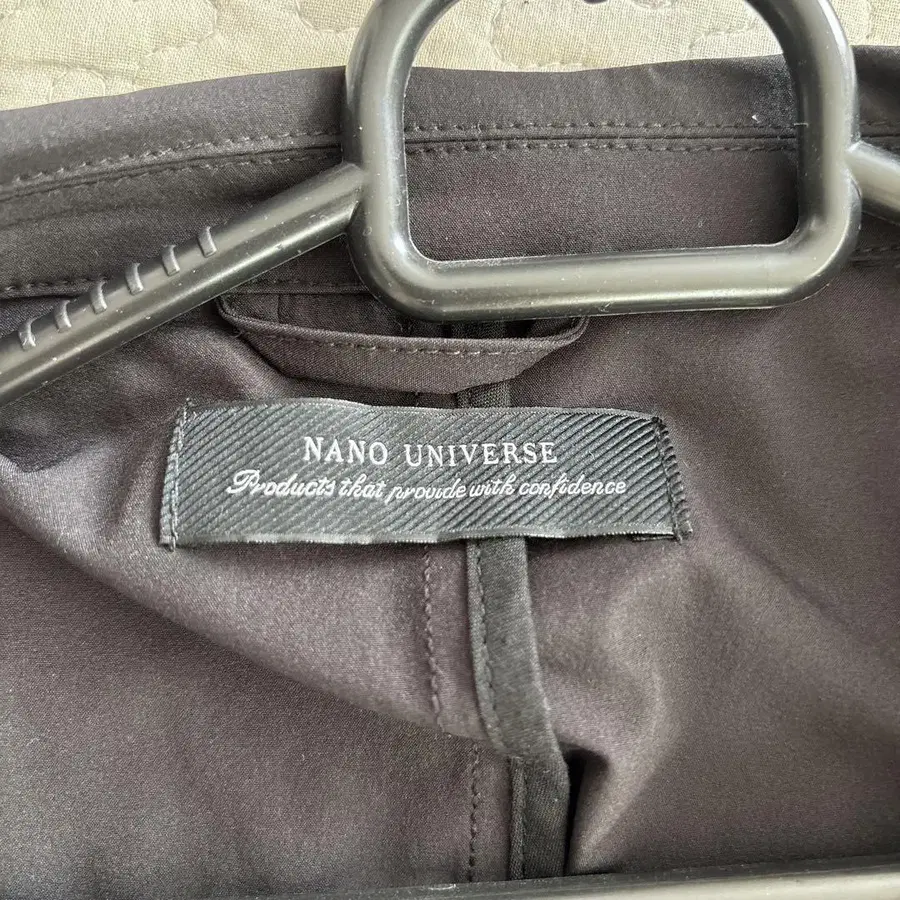 NANO UNIVERSE
Products that provide with confidence